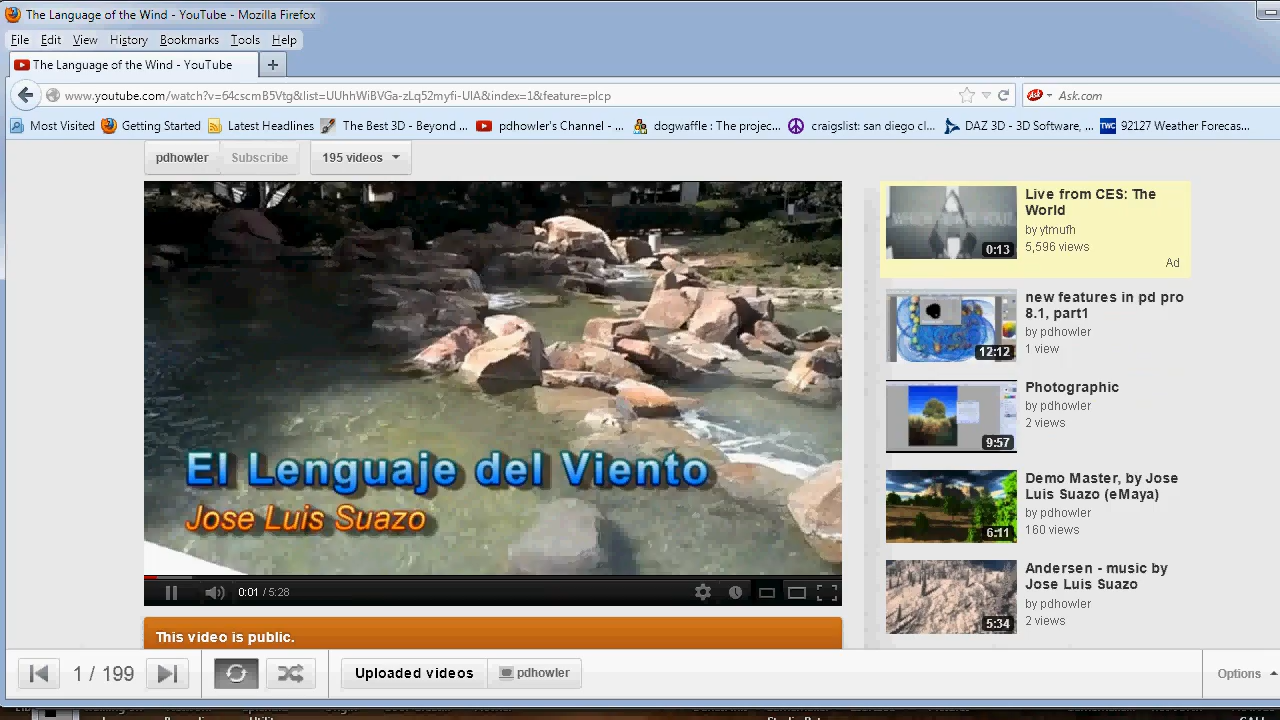 The Language of the Wind - YouTube - Mozilla Firefox
File Edit View History Bookmarks Tools Help
The Language of the Wind - YouTube
www.youtube.com/watch?v=64cscmB5Vtg&list=UUhhWiBVGa-zLq52myfi-UlA&index=1&feature=plcp
Ask Ask.com
Most Visited Getting Started Latest Headlines The Best 3D - Beyond ... pdhowler's Channel - ... dogwaffle : The projec... craigslist: san diego cl... DAZ 3D - 3D Software, ... TWC 92127 Weather Forecas...
pdhowler Subscribe 195 videos
El Lenguaje del Viento
Jose Luis Suazo
0:01 / 5:28
This video is public.
Live from CES: The
World
by ytmufh
5,596 views
Ad
0:13
new features in pd pro
8.1, part1
by pdhowler
1 view
12:12
Photographic
by pdhowler
2 views
9:57
Demo Master, by Jose
Luis Suazo (eMaya)
by pdhowler
160 views
6:11
Andersen - music by
Jose Luis Suazo
by pdhowler
2 views
5:34
1 / 199 Uploaded videos pdhowler Options